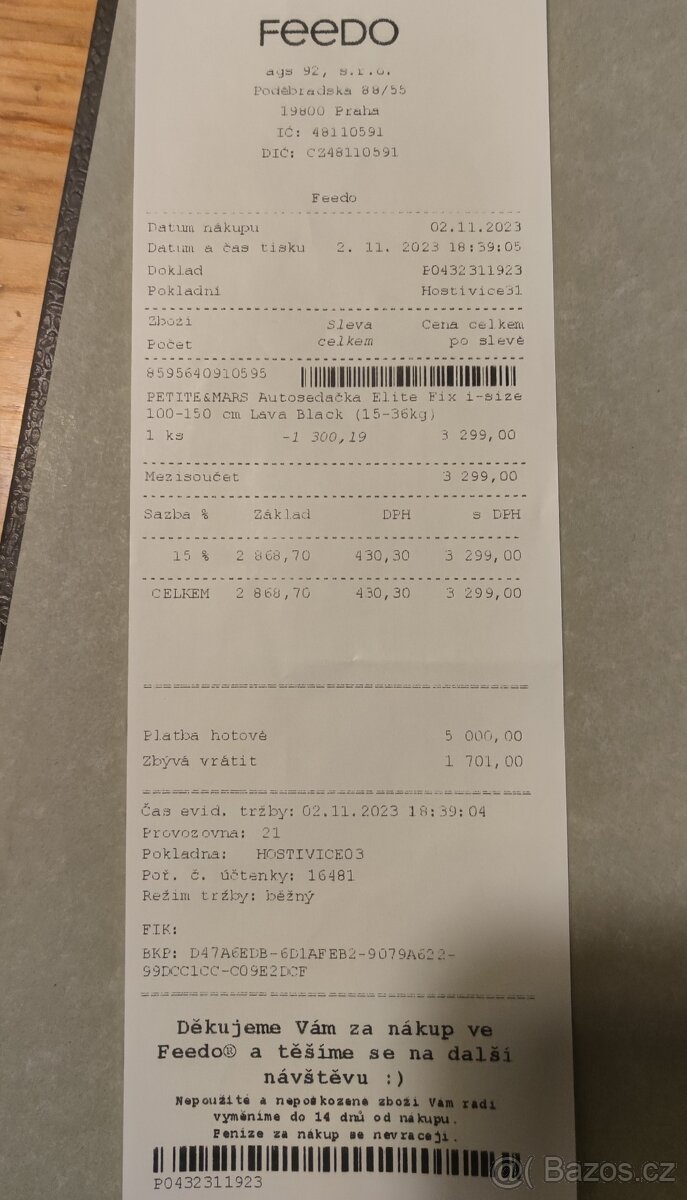 FEEDO
ags 92, s.r.o.
Poděbradská 88/55
19800 Praha
IČ: 48110591
DIČ: CZ48110591
Feedo
Datum nákupu 02.11.2023
Datum a čas tisku 2. 11. 2023 18:39:05
Doklad P0432311923
Pokladní Hostivice31
Zboží Sleva Cena celkem
Počet celkem po slevě
8595640910595
PETITE&MARS Autosedačka Elite Fix i-size
100-150 cm Lava Black (15-36kg)
1 ks -1 300,19 3 299,00
Mezisoučet 3 299,00
Sazba % Základ DPH s DPH
15 % 2 868,70 430,30 3 299,00
CELKEM 2 868,70 430,30 3 299,00
Platba hotově 5 000,00
Zbývá vrátit 1 701,00
Čas evid. tržby: 02.11.2023 18:39:04
Provozovna: 21
Pokladna: HOSTIVICE03
Poř. č. účtenky: 16481
Režim tržby: běžný
FIK:
BKP: D47A6EDB-6D1AFEB2-9079A622-
99DCC1CC-C09E2DCF
Děkujeme Vám za nákup ve
Feedo® a těšíme se na další
návštěvu :)
Nepoužité a nepoškozené zboží Vám rádi
vyměníme do 14 dnů od nákupu.
Peníze za nákup se nevracejí.
P0432311923
@ Bazos.cz